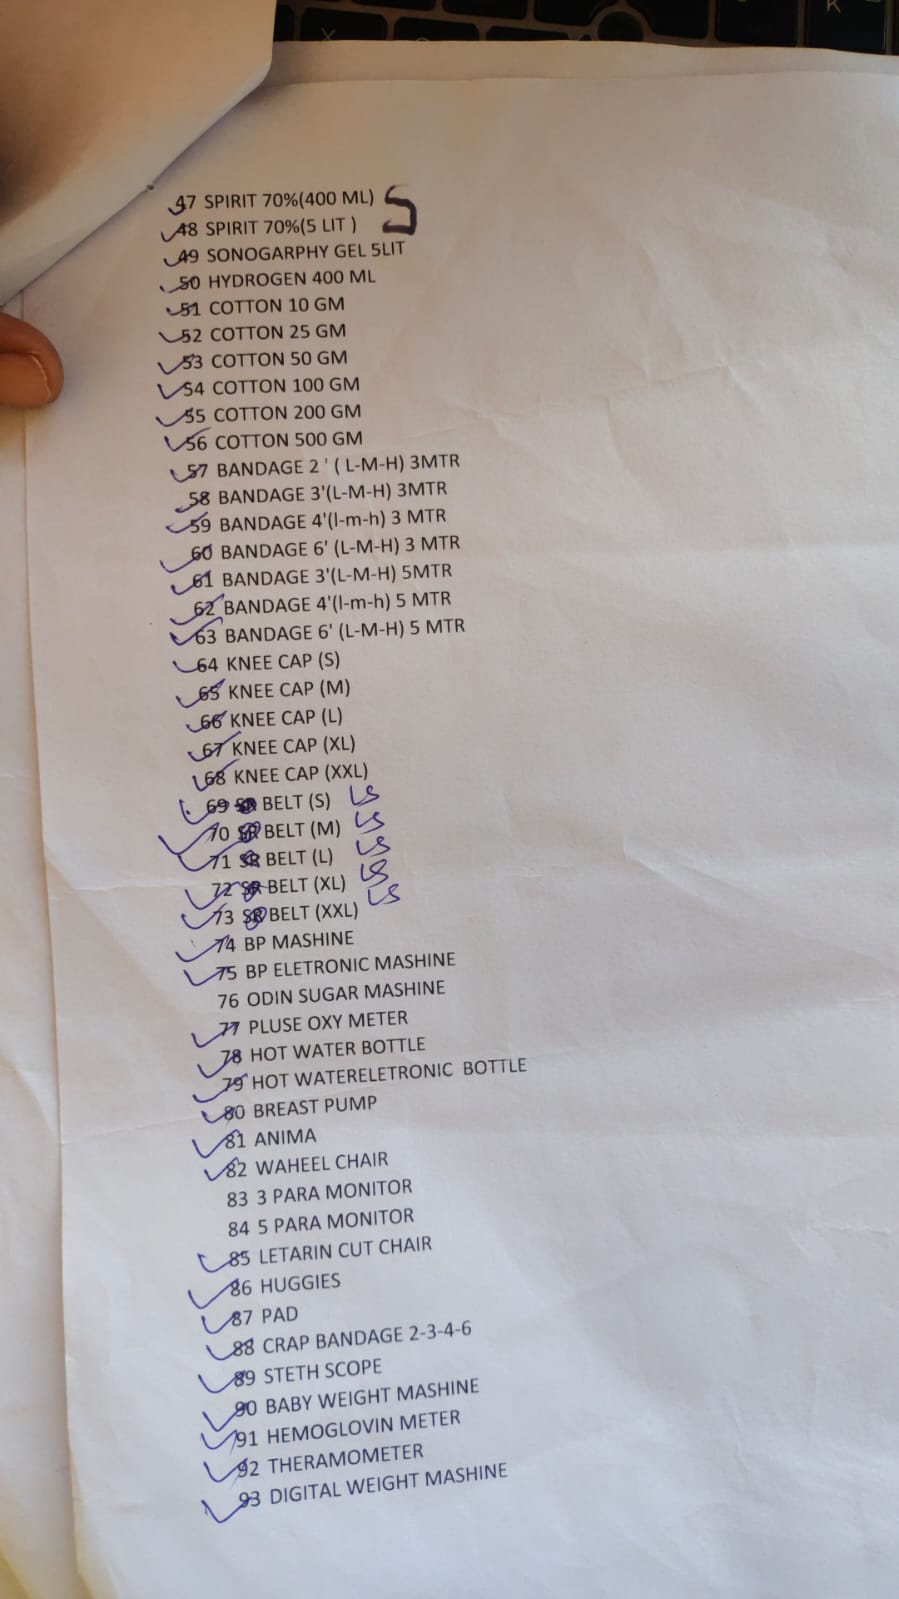 47 SPIRIT 70%(400 ML) S
48 SPIRIT 70%(5 LIT )
49 SONOGARPHY GEL 5LIT
50 HYDROGEN 400 ML
51 COTTON 10 GM
52 COTTON 25 GM
53 COTTON 50 GM
54 COTTON 100 GM
55 COTTON 200 GM
56 COTTON 500 GM
57 BANDAGE 2 ' ( L-M-H) 3MTR
58 BANDAGE 3'(L-M-H) 3MTR
59 BANDAGE 4'(l-m-h) 3 MTR
60 BANDAGE 6' (L-M-H) 3 MTR
61 BANDAGE 3'(L-M-H) 5MTR
62 BANDAGE 4'(l-m-h) 5 MTR
63 BANDAGE 6' (L-M-H) 5 MTR
64 KNEE CAP (S)
65 KNEE CAP (M)
66 KNEE CAP (L)
67 KNEE CAP (XL)
68 KNEE CAP (XXL)
69 BELT (S) LS
70 BELT (M) LS
71 BELT (L) LS
72 BELT (XL) LS
73 BELT (XXL) LS
74 BP MASHINE
75 BP ELETRONIC MASHINE
76 ODIN SUGAR MASHINE
77 PLUSE OXY METER
78 HOT WATER BOTTLE
79 HOT WATERELETRONIC BOTTLE
80 BREAST PUMP
81 ANIMA
82 WAHEEL CHAIR
83 3 PARA MONITOR
84 5 PARA MONITOR
85 LETARIN CUT CHAIR
86 HUGGIES
87 PAD
88 CRAP BANDAGE 2-3-4-6
89 STETH SCOPE
90 BABY WEIGHT MASHINE
91 HEMOGLOVIN METER
92 THERAMOMETER
93 DIGITAL WEIGHT MASHINE